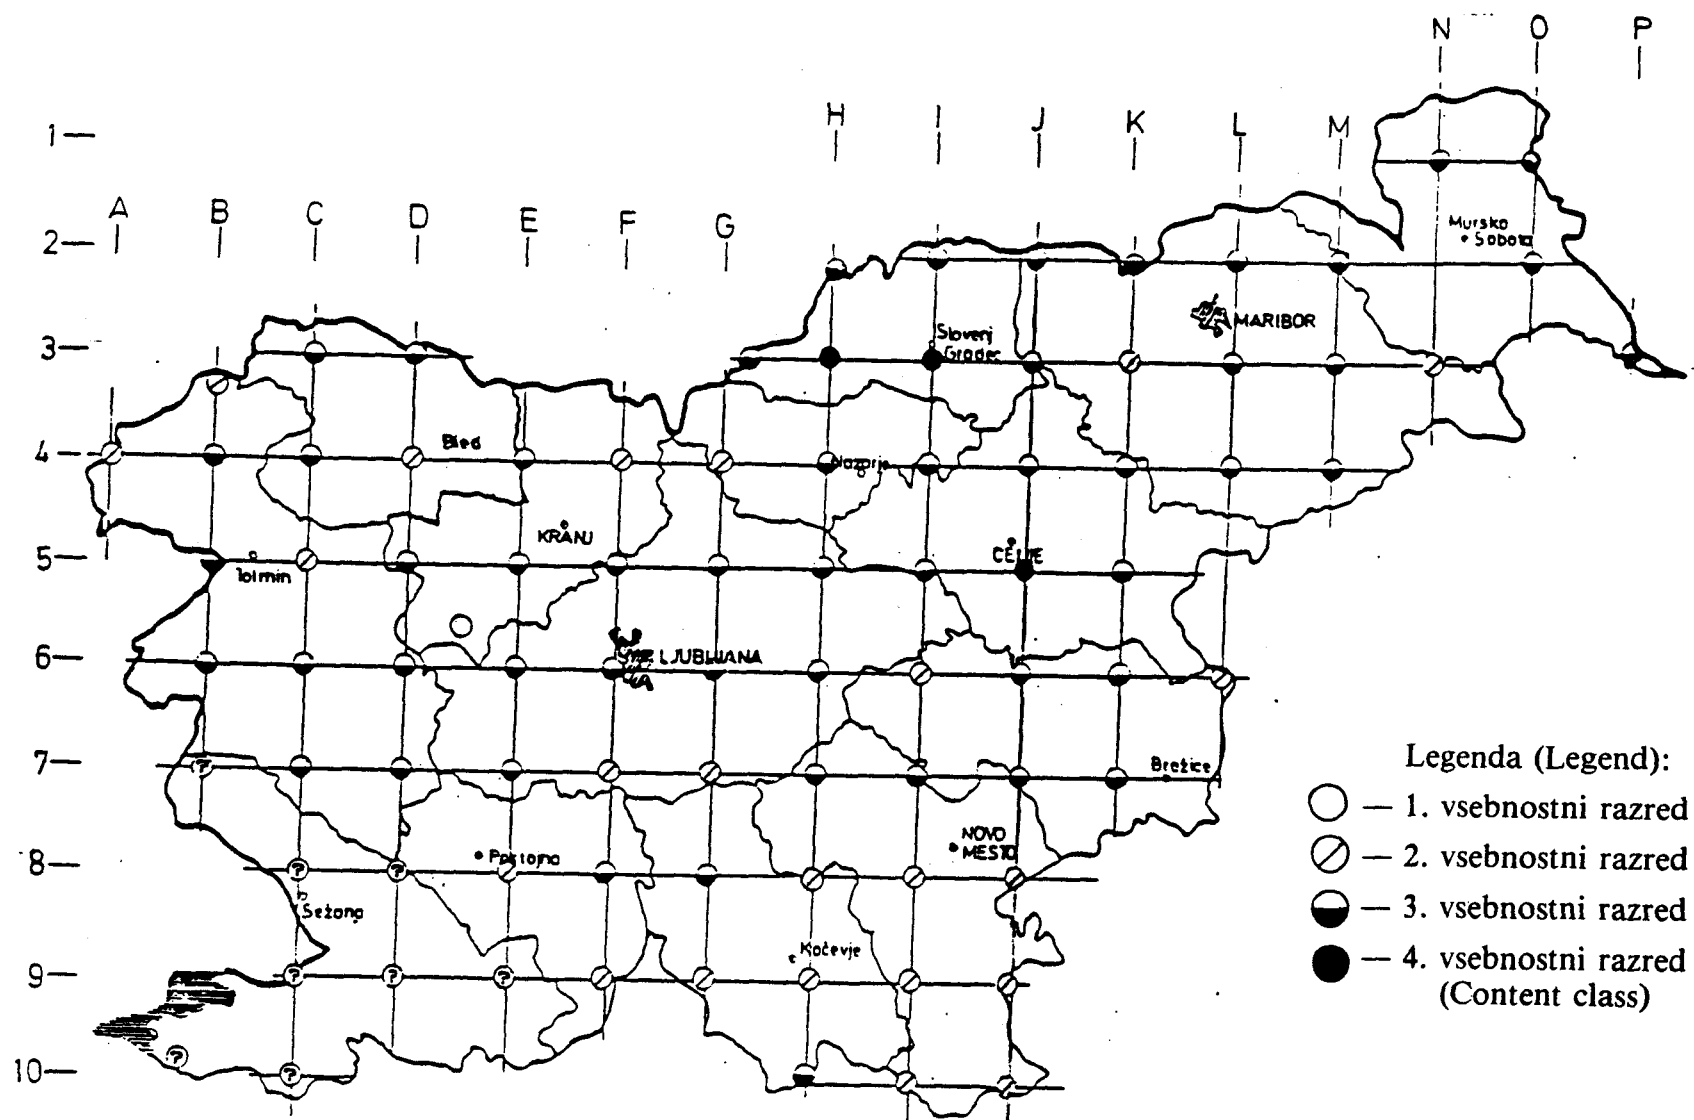 N O P
H I J K L M
A B C D E F G
1
2
3
4
5
6
7
8
9
10
Mursko
Sobota
MARIBOR
Slovenj
Gradec
Bled
Nazarje
KRANJ
CELJE
Tolmin
LJUBLJANA
Brežice
NOVO
MESTO
Postojna
Sežana
Kočevje
?
?
?
?
?
?
?
?
Legenda (Legend):
— 1. vsebnostni razred
— 2. vsebnostni razred
— 3. vsebnostni razred
— 4. vsebnostni razred
(Content class)